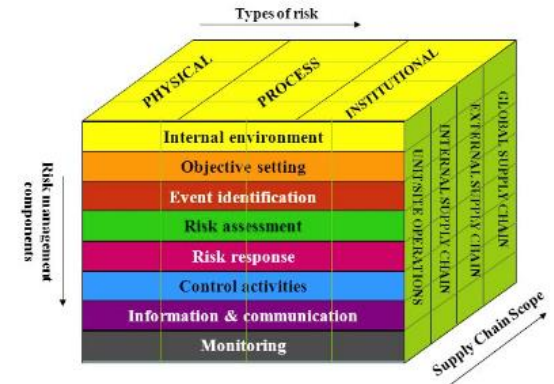 Types of risk
PHYSICAL
PROCESS
INSTITUTIONAL
Risk management
components
Internal environment
Objective setting
Event identification
Risk assessment
Risk response
Control activities
Information & communication
Monitoring
UNIT/SITE OPERATIONS
INTERNAL SUPPLY CHAIN
EXTERNAL SUPPLY CHAIN
GLOBAL SUPPLY CHAIN
Supply Chain Scope